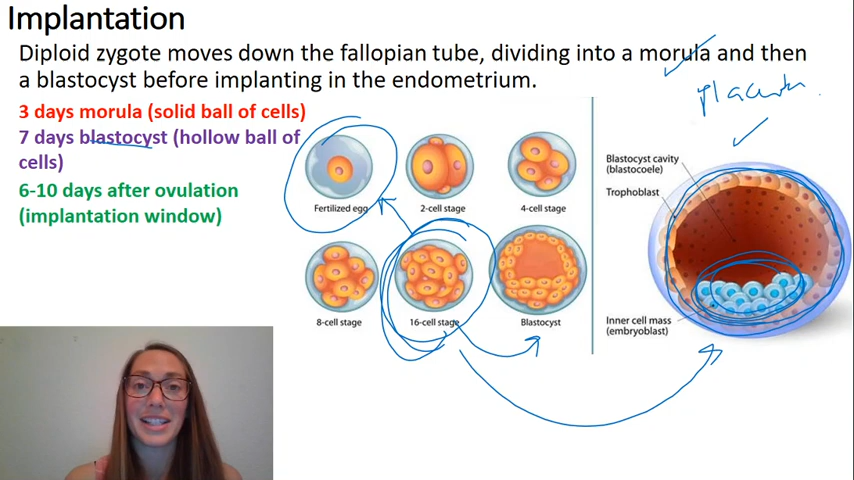 Implantation
Diploid zygote moves down the fallopian tube, dividing into a morula and then
a blastocyst before implanting in the endometrium.
3 days morula (solid ball of cells)
7 days blastocyst (hollow ball of
cells)
6-10 days after ovulation
(implantation window)
placenta
Fertilized egg
2-cell stage
4-cell stage
8-cell stage
16-cell stage
Blastocyst
Blastocyst cavity
(blastocoele)
Trophoblast
Inner cell mass
(embryoblast)